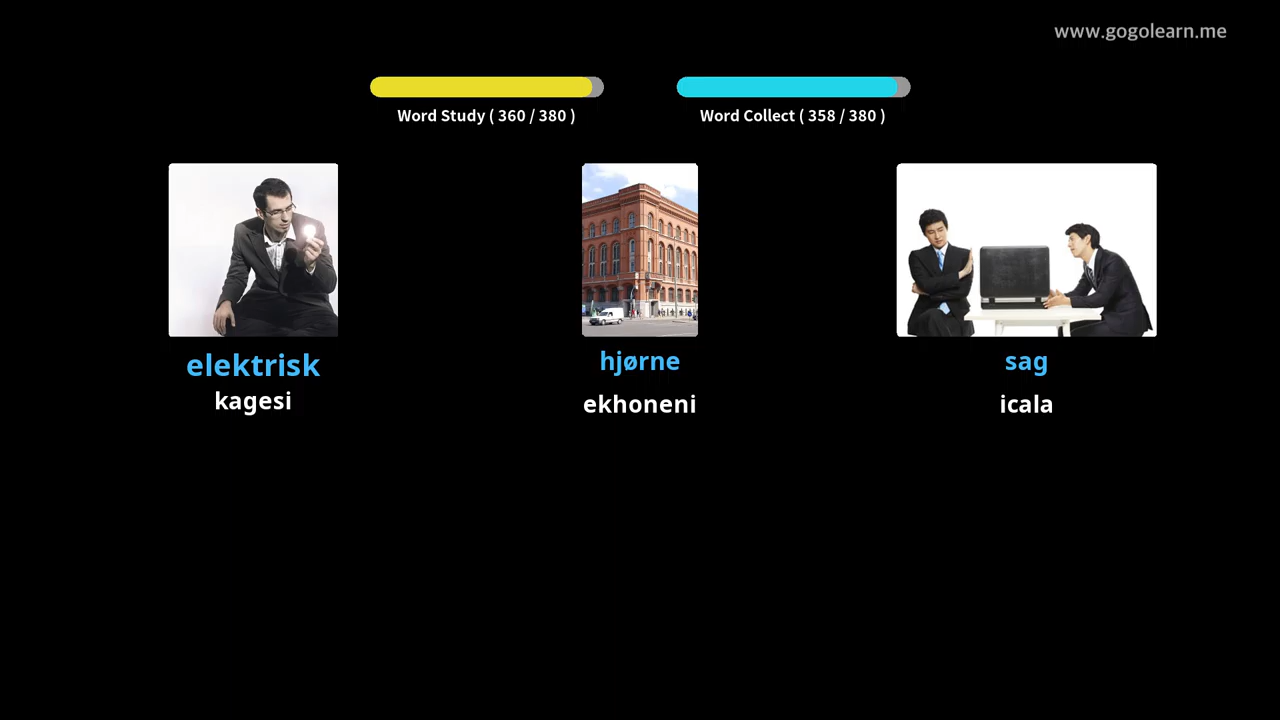 www.gogolearn.me
Word Study ( 360 / 380 )
Word Collect ( 358 / 380 )
elektrisk
kagesi
hjørne
ekhoneni
sag
icala